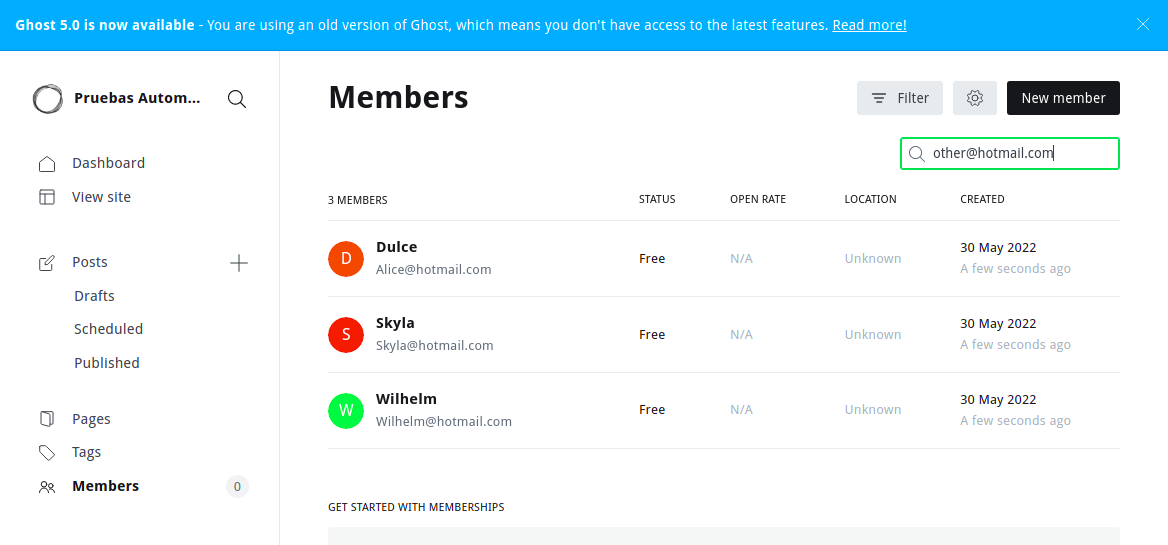 Ghost 5.0 is now available - You are using an old version of Ghost, which means you don't have access to the latest features. Read more!
Pruebas Autom...
Dashboard
View site
Posts
Drafts
Scheduled
Published
Pages
Tags
Members 0
Members
Filter
New member
other@hotmail.com
3 MEMBERS STATUS OPEN RATE LOCATION CREATED
D Dulce Free N/A Unknown 30 May 2022
Alice@hotmail.com A few seconds ago
S Skyla Free N/A Unknown 30 May 2022
Skyla@hotmail.com A few seconds ago
W Wilhelm Free N/A Unknown 30 May 2022
Wilhelm@hotmail.com A few seconds ago
GET STARTED WITH MEMBERSHIPS